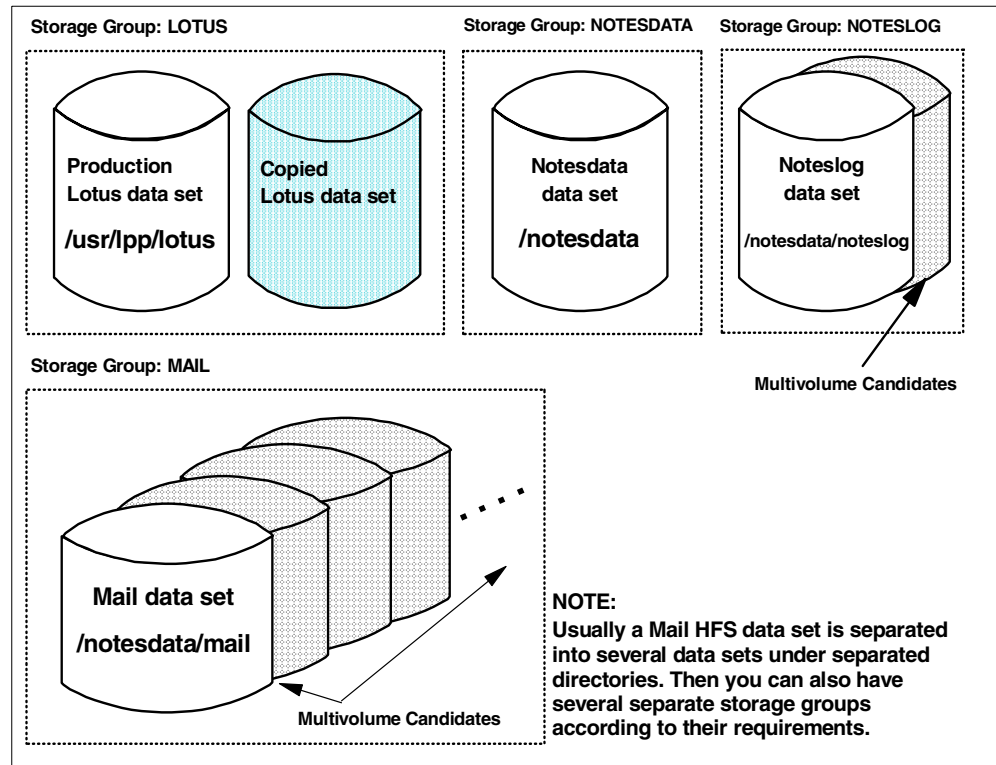 Storage Group: LOTUS
Production
Lotus data set
/usr/lpp/lotus
Copied
Lotus data set
Storage Group: NOTESDATA
Notesdata
data set
/notesdata
Storage Group: NOTESLOG
Noteslog
data set
/notesdata/noteslog
Multivolume Candidates
Storage Group: MAIL
Mail data set
/notesdata/mail
Multivolume Candidates
NOTE:
Usually a Mail HFS data set is separated
into several data sets under separated
directories. Then you can also have
several separate storage groups
according to their requirements.